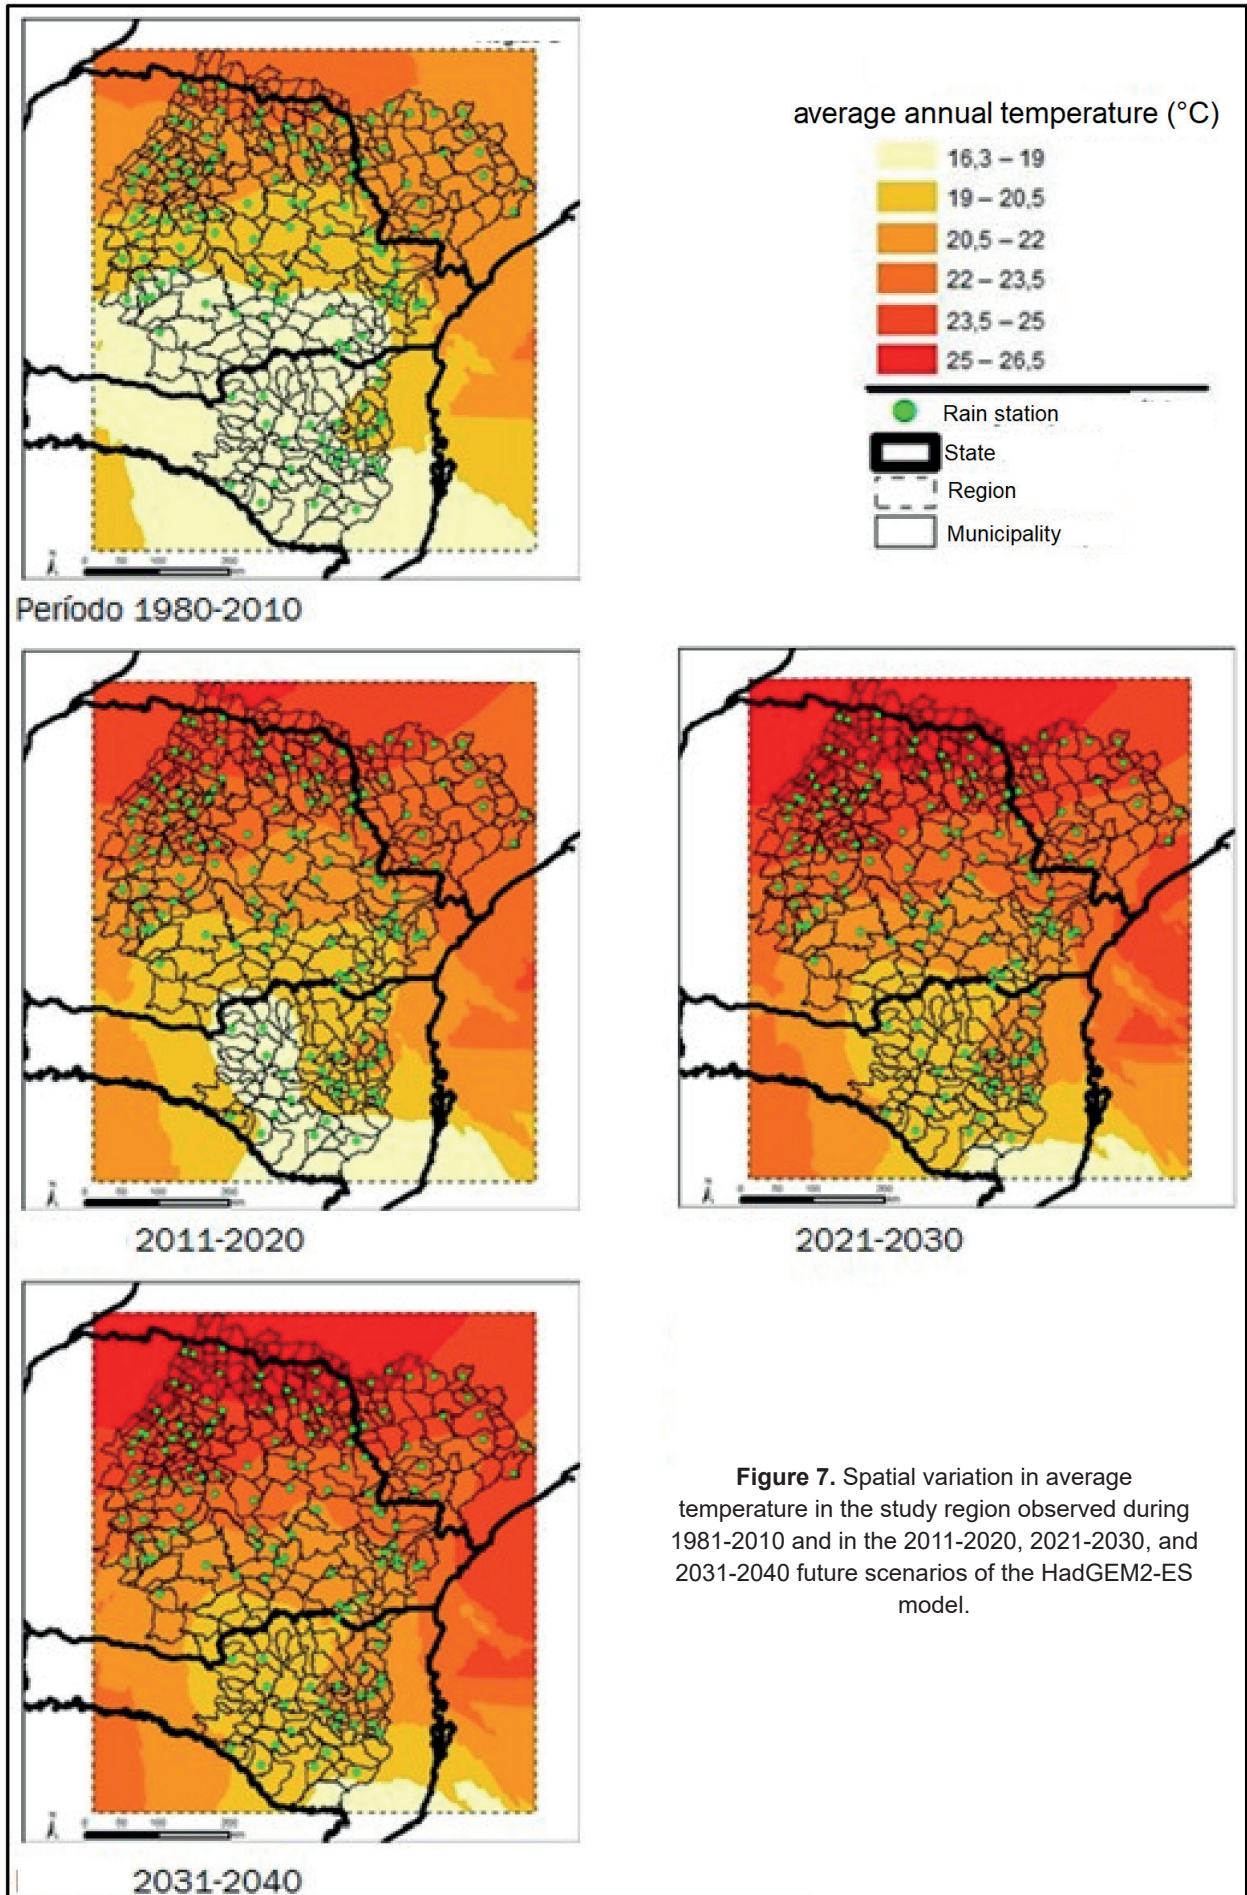 average annual temperature (°C)
16,3 – 19
19 – 20,5
20,5 – 22
22 – 23,5
23,5 – 25
25 – 26,5
Rain station
State
Region
Municipality
Período 1980-2010
2011-2020
2021-2030
2031-2040
Figure 7. Spatial variation in average
temperature in the study region observed during
1981-2010 and in the 2011-2020, 2021-2030, and
2031-2040 future scenarios of the HadGEM2-ES
model.